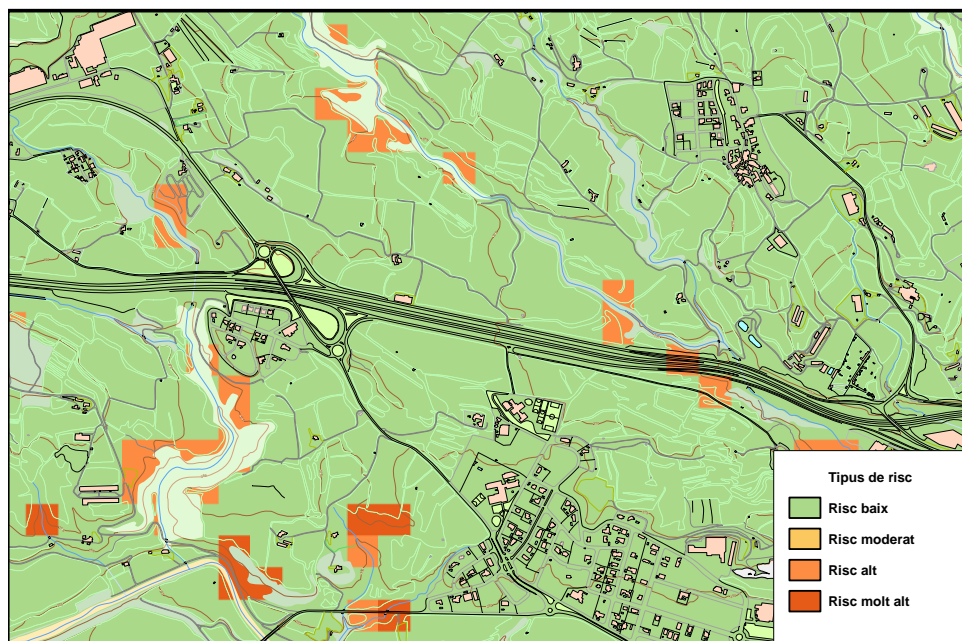 Tipus de risc
Risc baix
Risc moderat
Risc alt
Risc molt alt